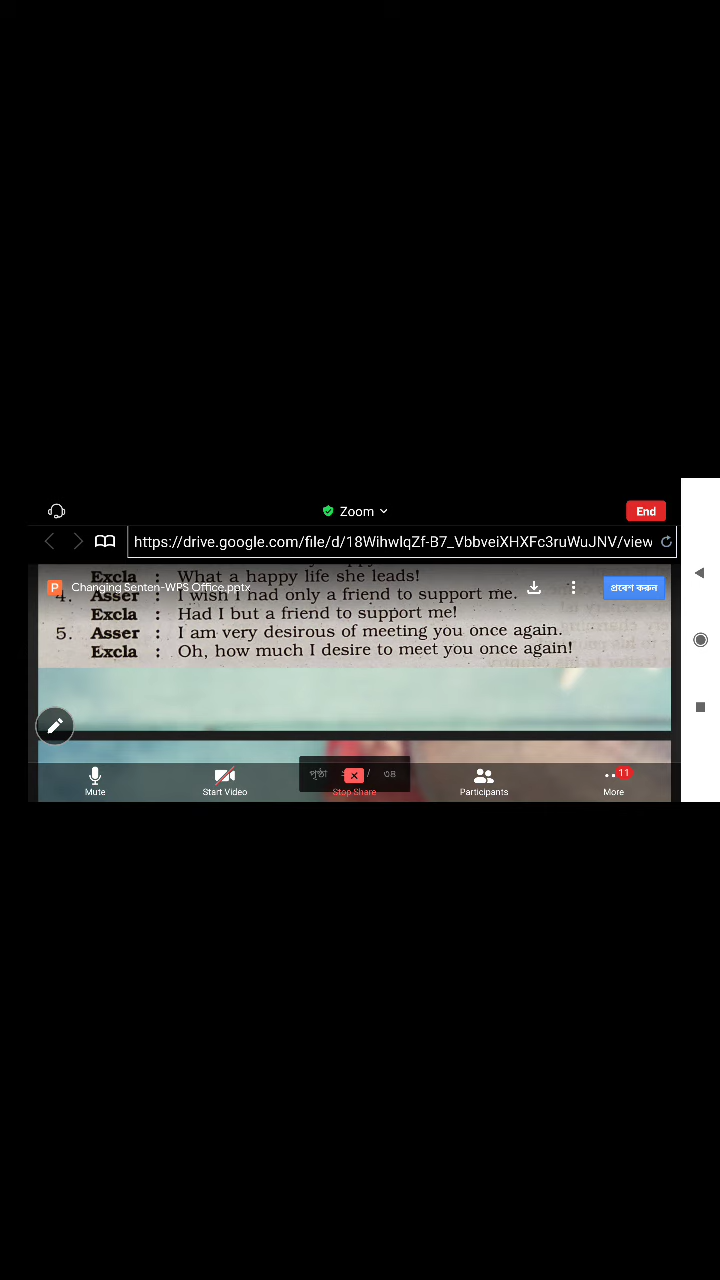 Zoom
End
https://drive.google.com/file/d/18WihwIqZf-B7_VbbveiXHXFc3ruWuJNV/view
Excla : What a happy life she leads!
P Changing Senten-WPS Office.pptx
প্রবেশ করুন
4. Asser : I wish I had only a friend to support me.
Excla : Had I but a friend to support me!
5. Asser : I am very desirous of meeting you once again.
Excla : Oh, how much I desire to meet you once again!
পৃষ্ঠা / ৩৪
11
Mute
Start Video
Stop Share
Participants
More